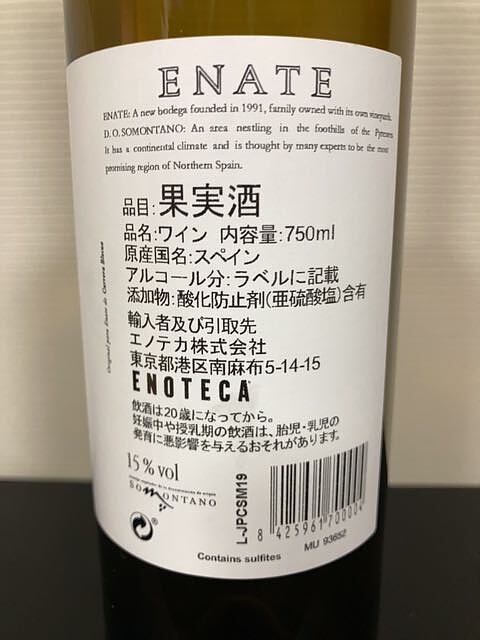 ENATE
ENATE: A new bodega founded in 1991, family owned with its own vineyards.
D. O. SOMONTANO: An area nestling in the foothills of the Pyrenees
It has a continental climate and is thought by many experts to be the most
promising region of Northern Spain.
品目:果実酒
品名:ワイン 内容量:750ml
原産国名:スペイン
アルコール分:ラベルに記載
添加物:酸化防止剤(亜硫酸塩)含有
輸入者及び引取先
エノテカ株式会社
東京都港区南麻布5-14-15
ENOTECA
飲酒は20歳になってから。
妊娠中や授乳期の飲酒は、胎児・乳児の
発育に悪影響を与えるおそれがあります。
15% vol
SOMONTANO
L-JPCSM19
8 425961 700004
MU 93652
Contains sulfites